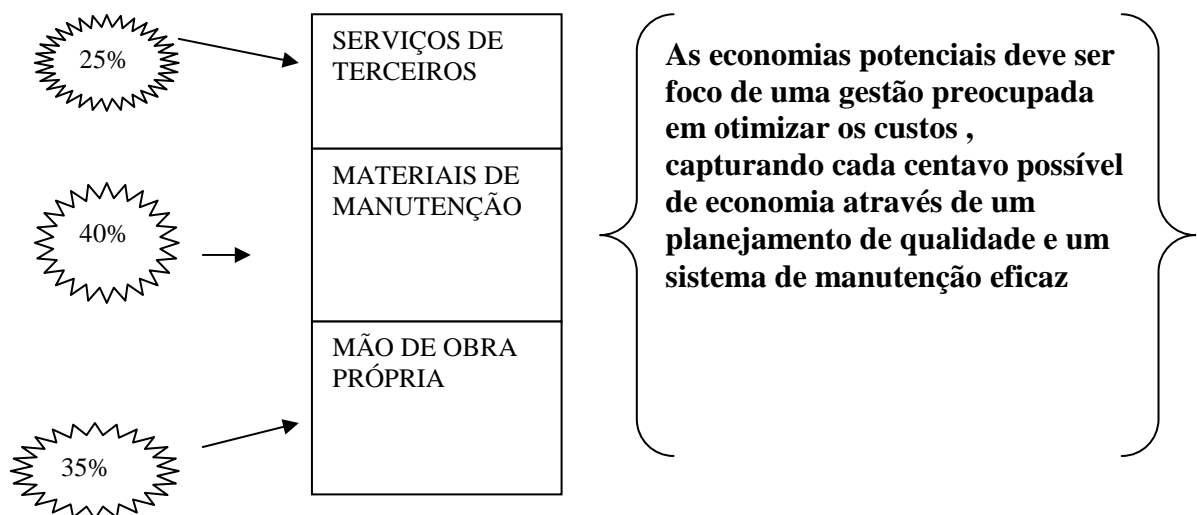 25%
SERVIÇOS DE
TERCEIROS
40%
MATERIAIS DE
MANUTENÇÃO
35%
MÃO DE OBRA
PRÓPRIA
As economias potenciais deve ser
foco de uma gestão preocupada
em otimizar os custos ,
capturando cada centavo possível
de economia através de um
planejamento de qualidade e um
sistema de manutenção eficaz